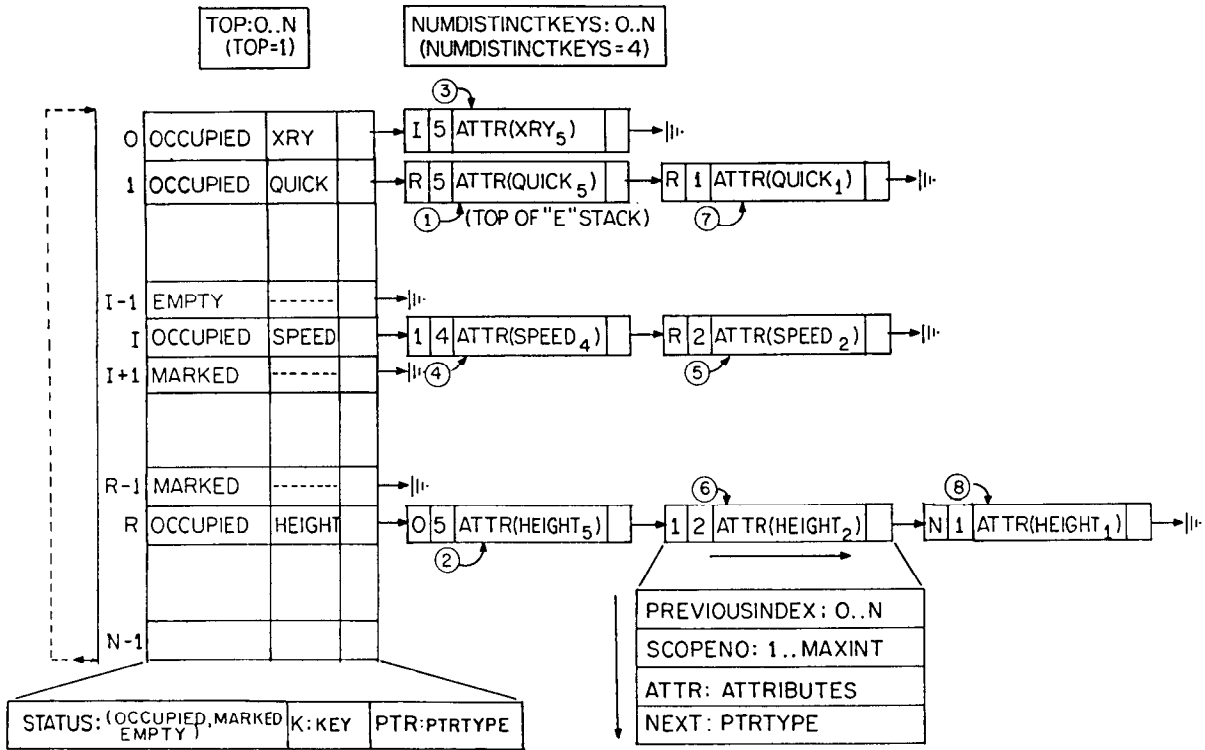 TOP:0..N
(TOP=1)
NUMDISTINCTKEYS: 0..N
(NUMDISTINCTKEYS=4)
③
0 OCCUPIED XRY I 5 ATTR(XRY₅)
1 OCCUPIED QUICK R 5 ATTR(QUICK₅) R 1 ATTR(QUICK₁)
① (TOP OF "E" STACK) ⑦
I-1 EMPTY ------
I OCCUPIED SPEED 1 4 ATTR(SPEED₄) R 2 ATTR(SPEED₂)
④ ⑤
I+1 MARKED ------
R-1 MARKED ------
⑥ ⑧
R OCCUPIED HEIGHT 0 5 ATTR(HEIGHT₅) 1 2 ATTR(HEIGHT₂) N 1 ATTR(HEIGHT₁)
②
N-1
PREVIOUSINDEX: 0..N
SCOPENO: 1..MAXINT
ATTR: ATTRIBUTES
NEXT: PTRTYPE
STATUS: (OCCUPIED, MARKED
EMPTY) K:KEY PTR:PTRTYPE